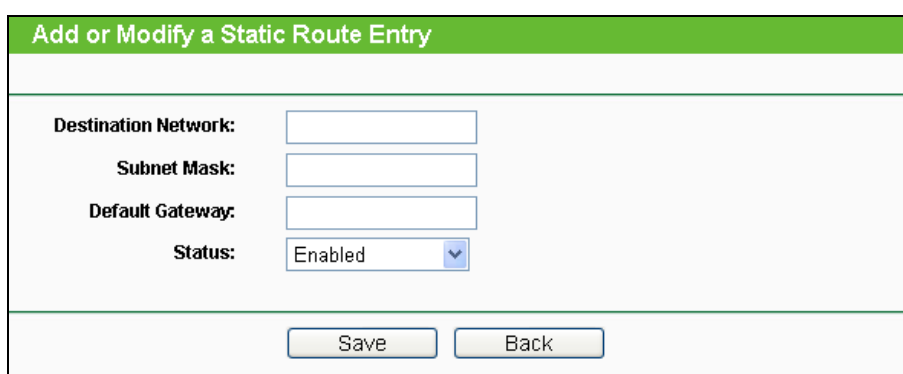 Add or Modify a Static Route Entry
Destination Network:
Subnet Mask:
Default Gateway:
Status: Enabled
Save Back